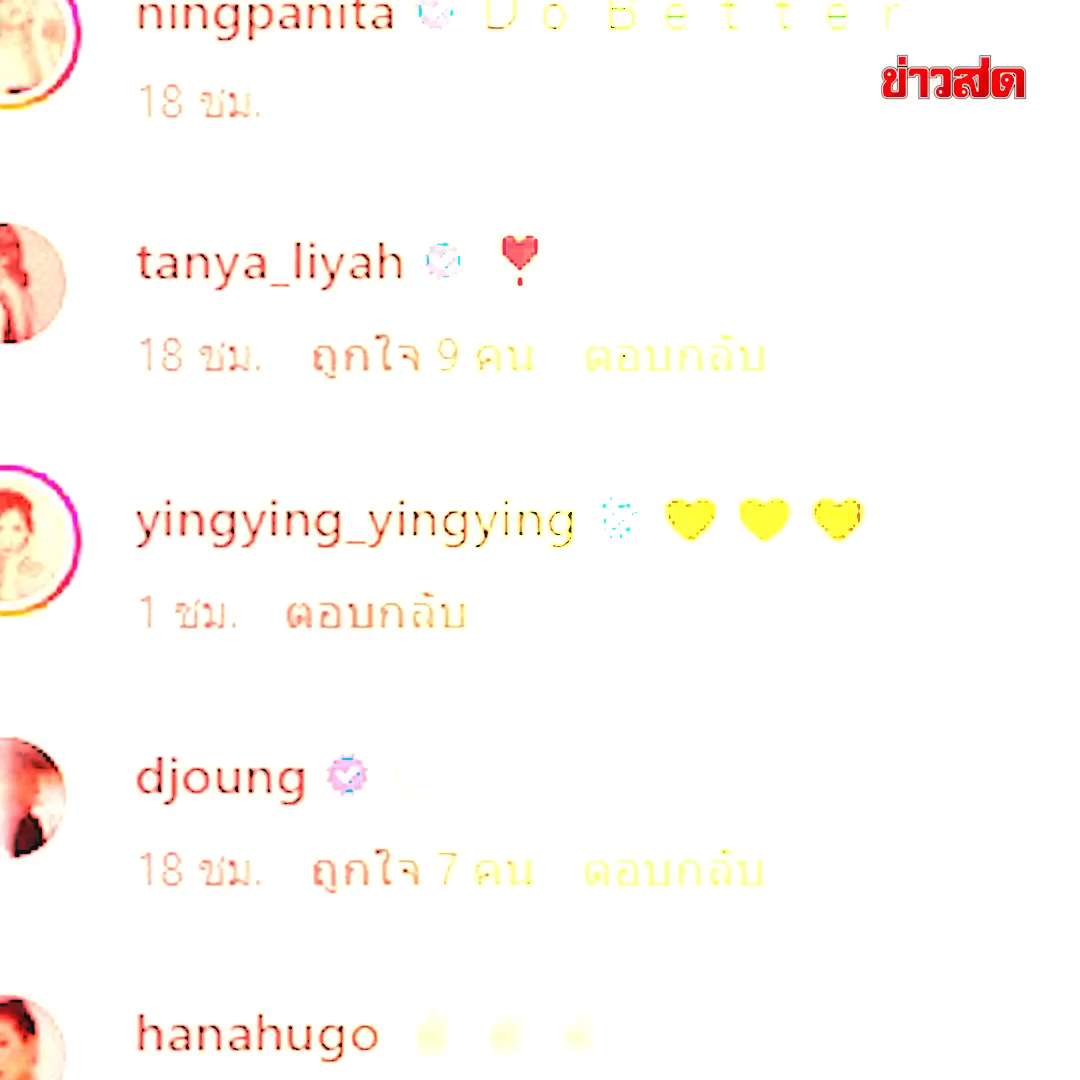 ningpanita D o B e t t e r
ข่าวสด
18 ชม.
tanya_liyah
18 ชม. ถูกใจ 9 คน ตอบกลับ
yingying_yingying
1 ชม. ตอบกลับ
djoung
18 ชม. ถูกใจ 7 คน ตอบกลับ
hanahugo